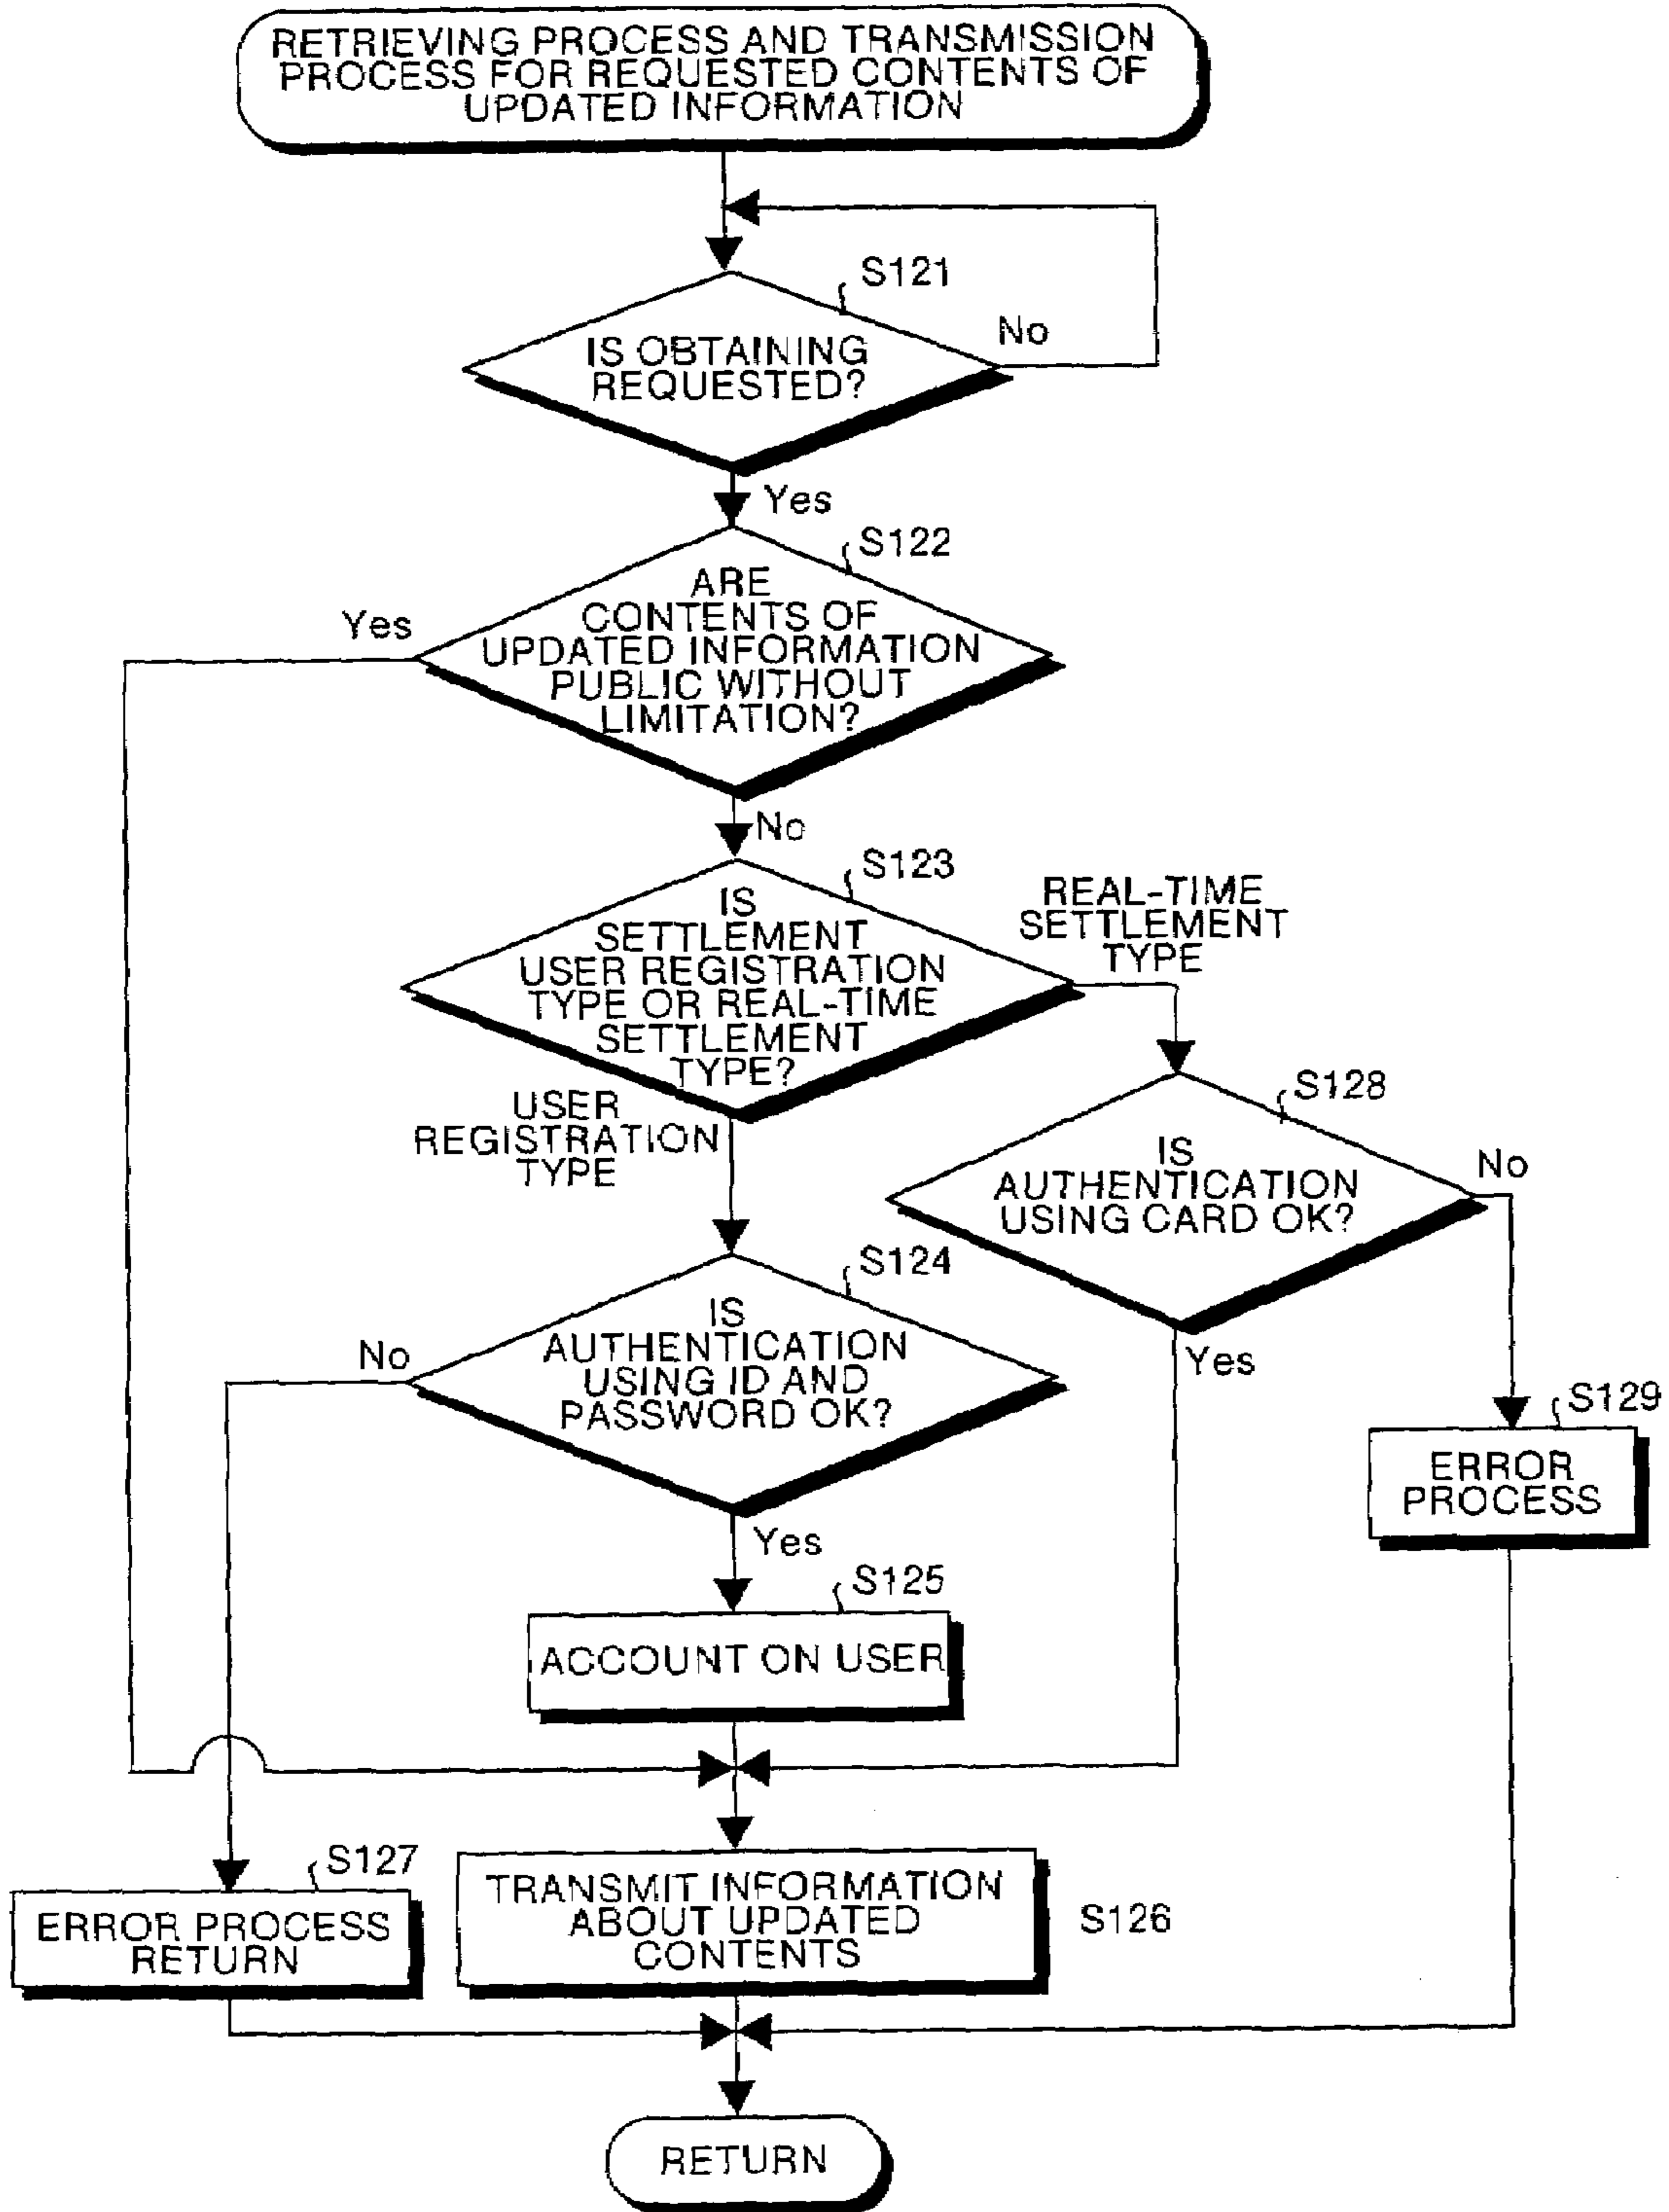 RETRIEVING PROCESS AND TRANSMISSION
PROCESS FOR REQUESTED CONTENTS OF
UPDATED INFORMATION
S121
IS OBTAINING
REQUESTED?
No
Yes
S122
ARE
CONTENTS OF
UPDATED INFORMATION
PUBLIC WITHOUT
LIMITATION?
Yes
No
S123
IS
SETTLEMENT
USER REGISTRATION
TYPE OR REAL-TIME
SETTLEMENT
TYPE?
REAL-TIME
SETTLEMENT
TYPE
USER
REGISTRATION
TYPE
S128
IS
AUTHENTICATION
USING CARD OK?
No
Yes
S124
IS
AUTHENTICATION
USING ID AND
PASSWORD OK?
No
Yes
S129
ERROR
PROCESS
S125
ACCOUNT ON USER
S127
ERROR PROCESS
RETURN
TRANSMIT INFORMATION
ABOUT UPDATED
CONTENTS
S126
RETURN